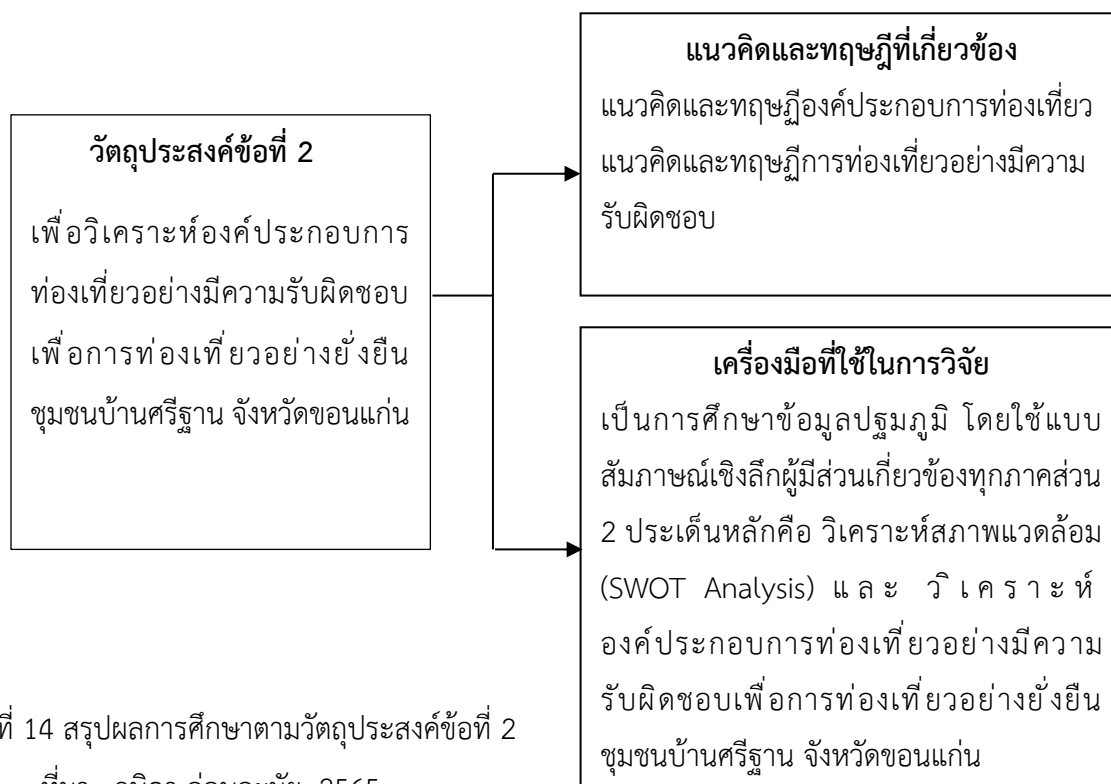 วัตถุประสงค์ข้อที่ 2
เพื่อวิเคราะห์องค์ประกอบการ
ท่องเที่ยวอย่างมีความรับผิดชอบ
เพื่อการท่องเที่ยวอย่างยั่งยืน
ชุมชนบ้านศรีฐาน จังหวัดขอนแก่น
แนวคิดและทฤษฎีที่เกี่ยวข้อง
แนวคิดและทฤษฎีองค์ประกอบการท่องเที่ยว
แนวคิดและทฤษฎีการท่องเที่ยวอย่างมีความ
รับผิดชอบ
เครื่องมือที่ใช้ในการวิจัย
เป็นการศึกษาข้อมูลปฐมภูมิ โดยใช้แบบ
สัมภาษณ์เชิงลึกผู้มีส่วนเกี่ยวข้องทุกภาคส่วน
2 ประเด็นหลักคือ วิเคราะห์สภาพแวดล้อม
(SWOT Analysis) และ วิเคราะห์
องค์ประกอบการท่องเที่ยวอย่างมีความ
รับผิดชอบเพื่อการท่องเที่ยวอย่างยั่งยืน
ชุมชนบ้านศรีฐาน จังหวัดขอนแก่น
ที่ 14 สรุปผลการศึกษาตามวัตถุประสงค์ข้อที่ 2